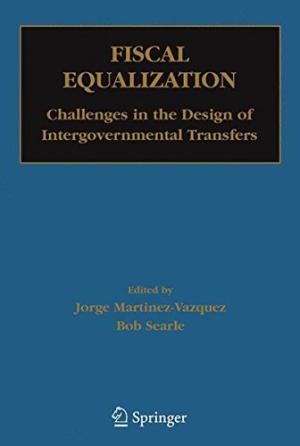 FISCAL
EQUALIZATION
Challenges in the Design of
Intergovernmental Transfers
Edited by
Jorge Martinez-Vazquez
Bob Searle
Springer